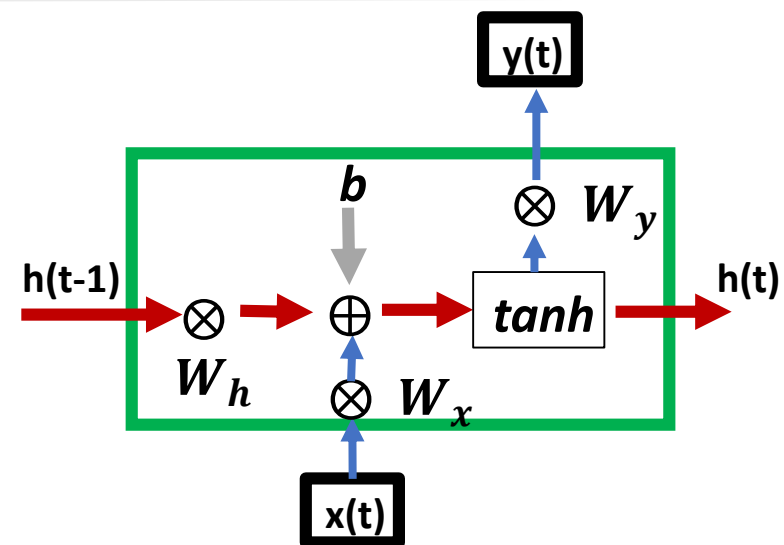 y(t)
b
W_y
h(t-1)
h(t)
tanh
W_h
W_x
x(t)